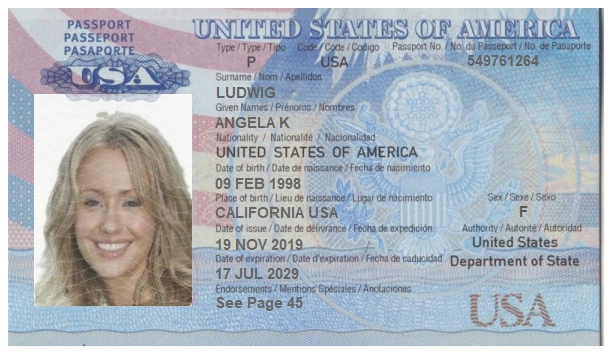 PASSPORT
PASSEPORT
PASAPORTE
USA
UNITED STATES OF AMERICA
Type / Type / Tipo Code / Code / Codigo Passport No. / No. du Passeport / No. de Pasaporte
P USA 549761264
Surname / Nom / Apellidos
LUDWIG
Given Names / Prénoms / Nombres
ANGELA K
Nationality / Nationalité / Nacionalidad
UNITED STATES OF AMERICA
Date of birth / Date de naissance / Fecha de nacimiento
09 FEB 1998
Place of birth / Lieu de naissance / Lugar de nacimiento Sex / Sexe / Sexo
CALIFORNIA USA F
Date of issue / Date de délivrance / Fecha de expedición Authority / Autorité / Autoridad
19 NOV 2019 United States
Date of expiration / Date d'expiration / Fecha de caducidad Department of State
17 JUL 2029
Endorsements / Mentions Spéciales / Anotaciones
See Page 45
USA